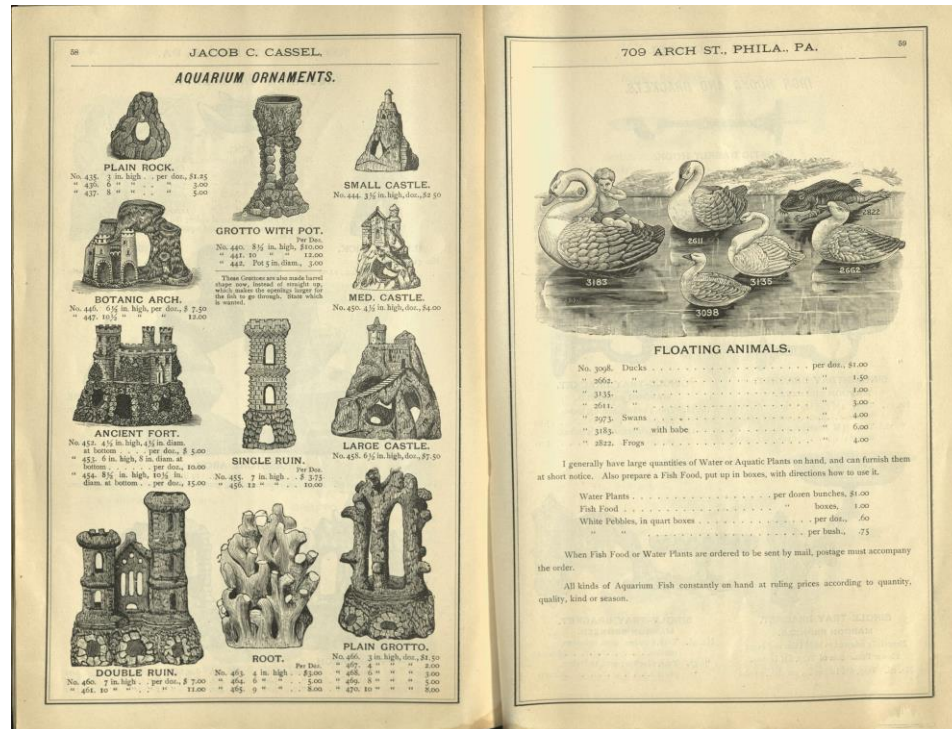 58
JACOB C. CASSEL.
AQUARIUM ORNAMENTS.
PLAIN ROCK.
No. 435. 3 in. high . . per doz., $1.25
" 436. 6 " " . . " 3.00
" 437. 8 " " . . " 5.00
BOTANIC ARCH.
No. 446. 6½ in. high, per doz., $ 7.50
" 447. 10½ " " " 12.00
ANCIENT FORT.
No. 452. 4½ in. high, 4¾ in. diam.
at bottom . . . per doz., $ 5.00
" 453. 6 in. high, 8 in. diam. at
bottom . . . . . per doz., 10.00
" 454. 8½ in. high, 10½ in.
diam. at bottom . . per doz., 15.00
DOUBLE RUIN.
No. 460. 7 in. high . . per doz., $ 7.00
" 461. 10 " " . . " 11.00
GROTTO WITH POT.
Per Doz.
No. 440. 8½ in. high, $10.00
" 441. 10 " " 12.00
" 442. Pot 5 in. diam., 3.00
These Grottoes are also made barrel
shape now, instead of straight up,
which makes the openings larger for
the fish to go through. State which
is wanted.
SINGLE RUIN.
Per Doz.
No. 455. 7 in. high . . $ 3.75
" 456. 12 " " . . 10.00
ROOT.
Per Doz.
No. 463. 4 in. high . . $3.00
" 464. 6 " " . . 5.00
" 465. 9 " " . . 8.00
SMALL CASTLE.
No. 444. 3½ in. high, doz., $2 50
MED. CASTLE.
No. 450. 4½ in. high, doz., $4.00
LARGE CASTLE.
No. 458. 6½ in. high, doz., $7.50
PLAIN GROTTO.
No. 466. 3 in. high, doz., $1.50
" 467. 4 " " " 2.00
" 468. 6 " " " 3.00
" 469. 8 " " " 5.00
" 470. 10 " " " 8.00
709 ARCH ST., PHILA., PA.
59
2822
2611
2662
3183
3135
3098
FLOATING ANIMALS.
No. 3098. Ducks . . . . . . . . . . per doz., $1.00
" 2662. " . . . . . . . . . . " 1.50
" 3135. " . . . . . . . . . . " 1.00
" 2611. " . . . . . . . . . . " 3.00
" 2973. Swans . . . . . . . . . . " 4.00
" 3183. " with babe . . . . . . . . " 6.00
" 2822. Frogs . . . . . . . . . . " 4.00
I generally have large quantities of Water or Aquatic Plants on hand, and can furnish them
at short notice. Also prepare a Fish Food, put up in boxes, with directions how to use it.
Water Plants . . . . . . . . . . per dozen bunches, $1.00
Fish Food . . . . . . . . . . " boxes, 1.00
White Pebbles, in quart boxes . . . . . . . . . . per doz., .60
" " . . . . . . . . . . per bush., .75
When Fish Food or Water Plants are ordered to be sent by mail, postage must accompany
the order.
All kinds of Aquarium Fish constantly on hand at ruling prices according to quantity,
quality, kind or season.